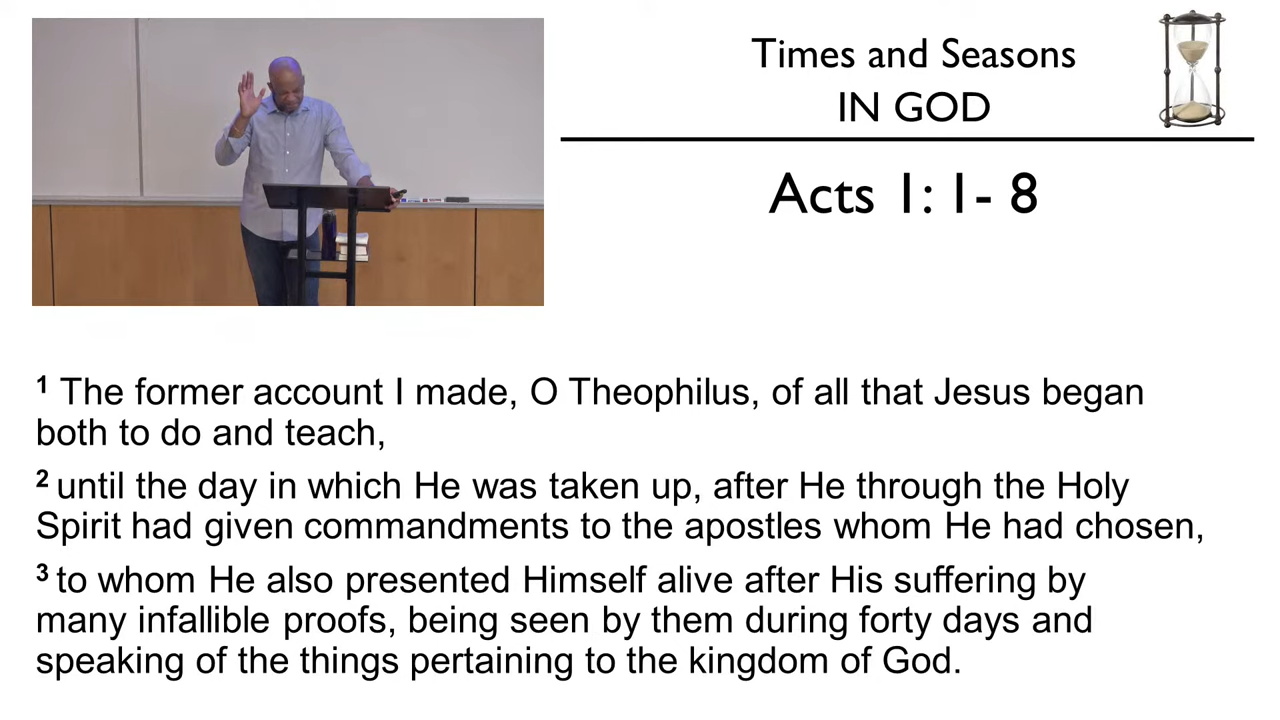 Times and Seasons
IN GOD
Acts 1: 1- 8
1 The former account I made, O Theophilus, of all that Jesus began
both to do and teach,
2 until the day in which He was taken up, after He through the Holy
Spirit had given commandments to the apostles whom He had chosen,
3 to whom He also presented Himself alive after His suffering by
many infallible proofs, being seen by them during forty days and
speaking of the things pertaining to the kingdom of God.